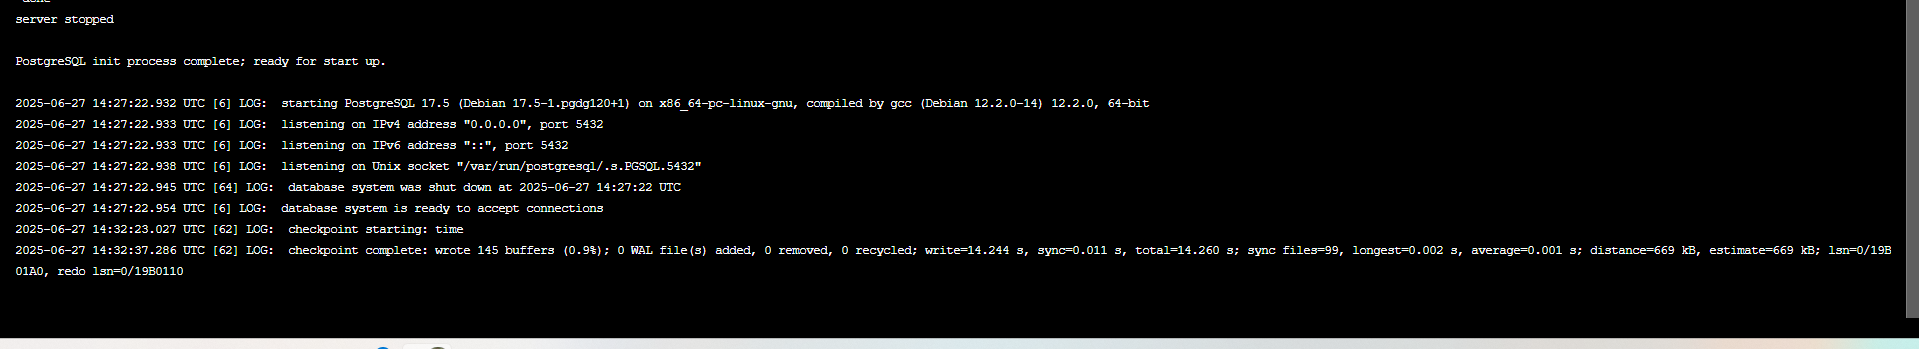 done
server stopped
PostgreSQL init process complete; ready for start up.
2025-06-27 14:27:22.932 UTC [6] LOG:  starting PostgreSQL 17.5 (Debian 17.5-1.pgdg120+1) on x86_64-pc-linux-gnu, compiled by gcc (Debian 12.2.0-14) 12.2.0, 64-bit
2025-06-27 14:27:22.933 UTC [6] LOG:  listening on IPv4 address "0.0.0.0", port 5432
2025-06-27 14:27:22.933 UTC [6] LOG:  listening on IPv6 address "::", port 5432
2025-06-27 14:27:22.938 UTC [6] LOG:  listening on Unix socket "/var/run/postgresql/.s.PGSQL.5432"
2025-06-27 14:27:22.945 UTC [64] LOG:  database system was shut down at 2025-06-27 14:27:22 UTC
2025-06-27 14:27:22.954 UTC [6] LOG:  database system is ready to accept connections
2025-06-27 14:32:23.027 UTC [62] LOG:  checkpoint starting: time
2025-06-27 14:32:37.286 UTC [62] LOG:  checkpoint complete: wrote 145 buffers (0.9%); 0 WAL file(s) added, 0 removed, 0 recycled; write=14.244 s, sync=0.011 s, total=14.260 s; sync files=99, longest=0.002 s, average=0.001 s; distance=669 kB, estimate=669 kB; lsn=0/19B
01A0, redo lsn=0/19B0110